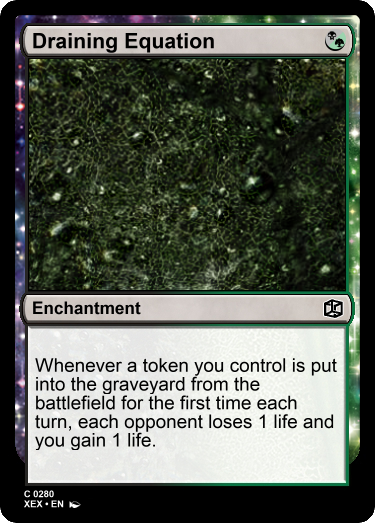 Draining Equation
Enchantment
Whenever a token you control is put
into the graveyard from the
battlefield for the first time each
turn, each opponent loses 1 life and
you gain 1 life.
C 0280
XEX • EN